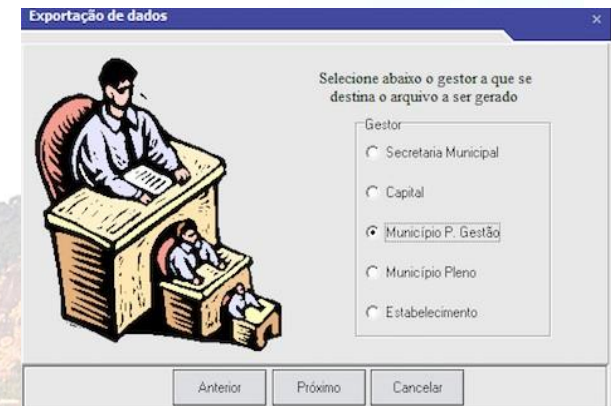 Exportação de dados
Selecione abaixo o gestor a que se
destina o arquivo a ser gerado
Gestor
Secretaria Municipal
Capital
Município P. Gestão
Município Pleno
Estabelecimento
Anterior
Próximo
Cancelar